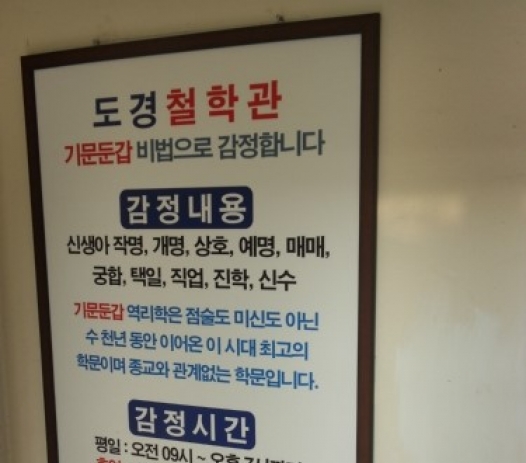 도경철학관
기문둔갑 비법으로 감정합니다
감정내용
신생아 작명, 개명, 상호, 예명, 매매,
궁합, 택일, 직업, 진학, 신수
기문둔갑 역리학은 점술도 미신도 아닌
수 천년 동안 이어온 이 시대 최고의
학문이며 종교와 관계없는 학문입니다.
감정시간
평일 : 오전 09시 ~ 오후